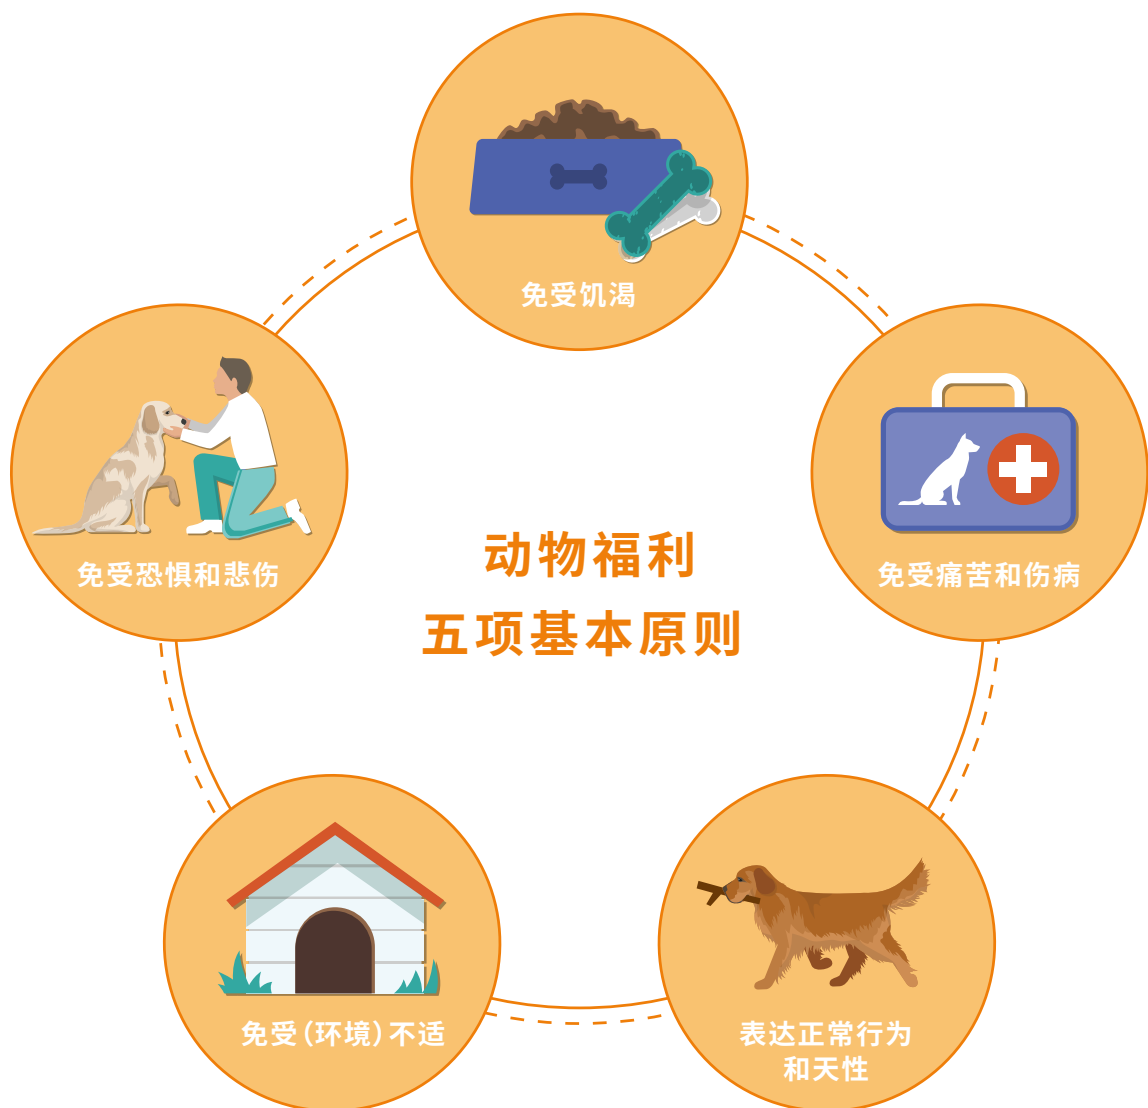 动物福利
五项基本原则
免受饥渴
免受痛苦和伤病
表达正常行为
和天性
免受(环境)不适
免受恐惧和悲伤